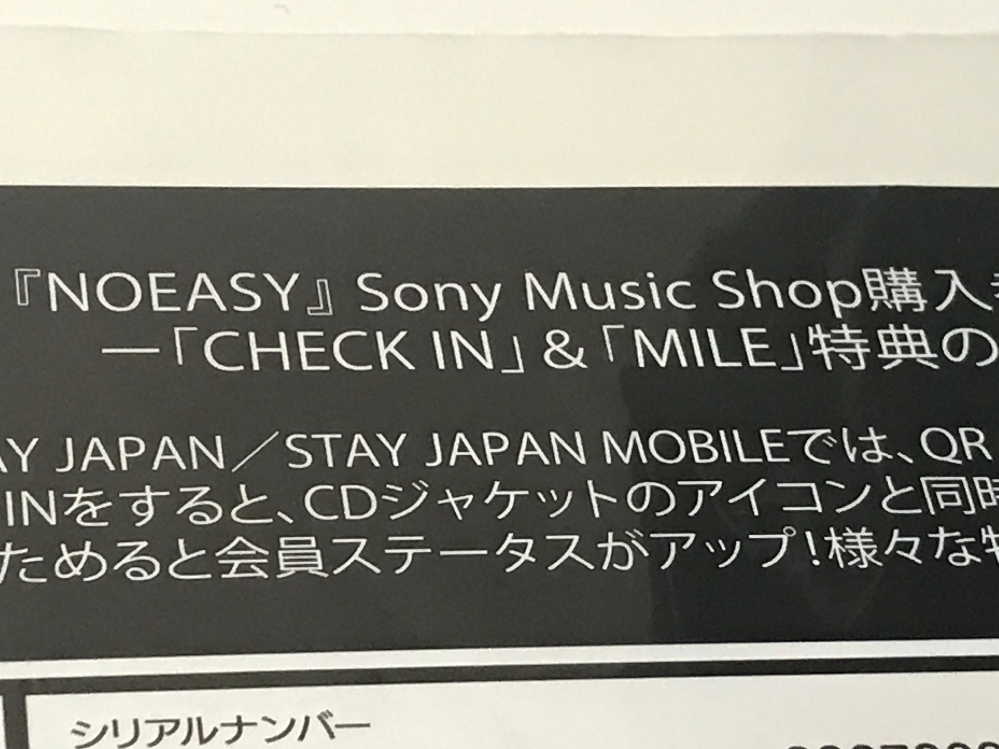 『NOEASY』 Sony Music Shop購入
―「CHECK IN」&「MILE」特典の
AY JAPAN／STAY JAPAN MOBILEでは、QR
INをすると、CDジャケットのアイコンと同時
ためると会員ステータスがアップ！様々な特
シリアルナンバー